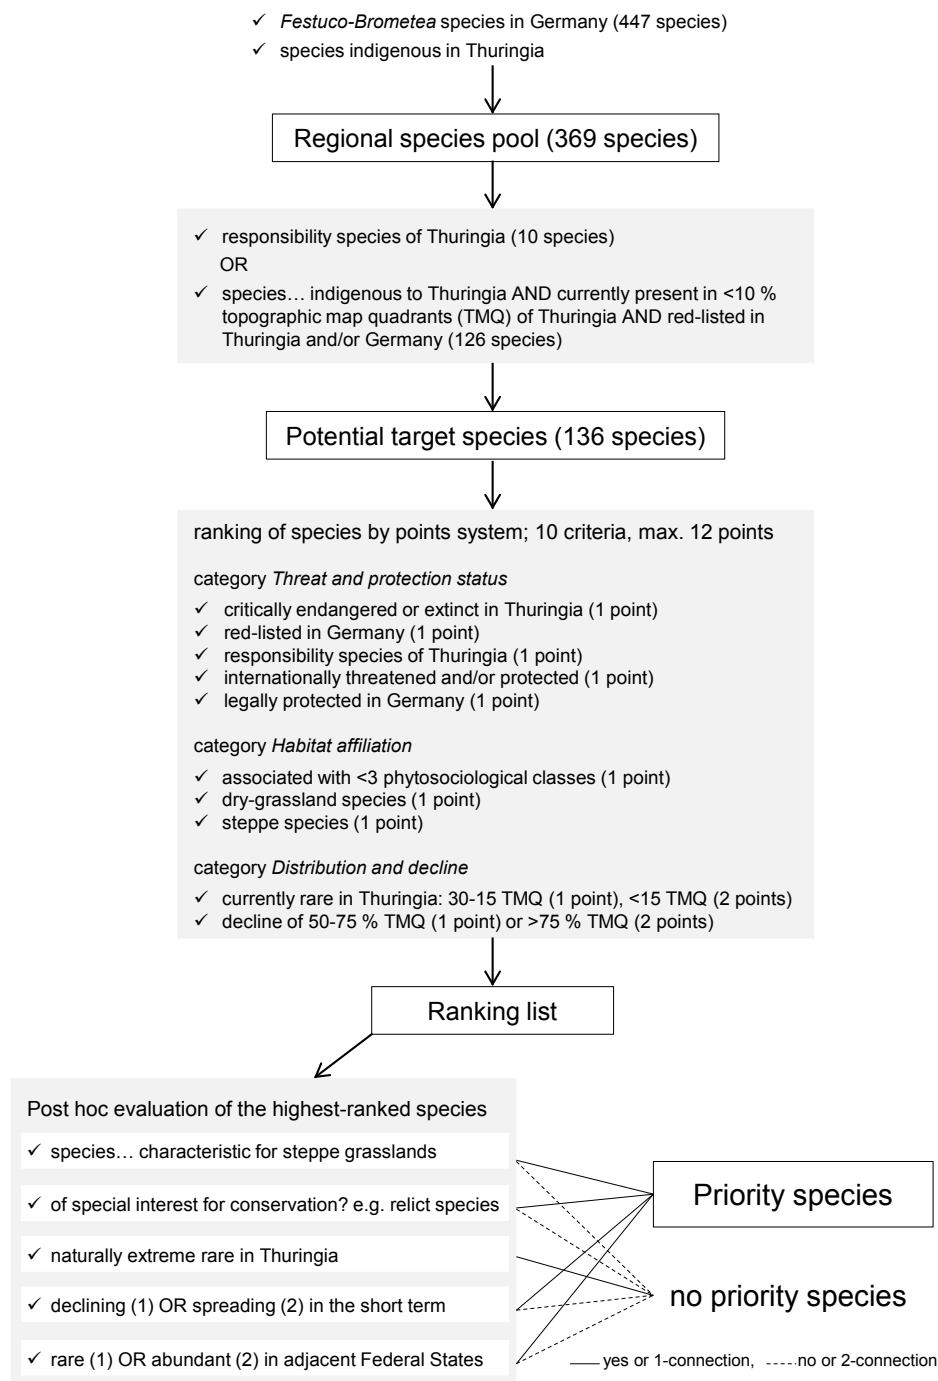 ✓ Festuco-Brometea species in Germany (447 species)
✓ species indigenous in Thuringia
Regional species pool (369 species)
✓ responsibility species of Thuringia (10 species)
OR
✓ species… indigenous to Thuringia AND currently present in <10 %
topographic map quadrants (TMQ) of Thuringia AND red-listed in
Thuringia and/or Germany (126 species)
Potential target species (136 species)
ranking of species by points system; 10 criteria, max. 12 points
category Threat and protection status
✓ critically endangered or extinct in Thuringia (1 point)
✓ red-listed in Germany (1 point)
✓ responsibility species of Thuringia (1 point)
✓ internationally threatened and/or protected (1 point)
✓ legally protected in Germany (1 point)
category Habitat affiliation
✓ associated with <3 phytosociological classes (1 point)
✓ dry-grassland species (1 point)
✓ steppe species (1 point)
category Distribution and decline
✓ currently rare in Thuringia: 30-15 TMQ (1 point), <15 TMQ (2 points)
✓ decline of 50-75 % TMQ (1 point) or >75 % TMQ (2 points)
Ranking list
Post hoc evaluation of the highest-ranked species
✓ species… characteristic for steppe grasslands
✓ of special interest for conservation? e.g. relict species
✓ naturally extreme rare in Thuringia
✓ declining (1) OR spreading (2) in the short term
✓ rare (1) OR abundant (2) in adjacent Federal States
Priority species
no priority species
yes or 1-connection, no or 2-connection